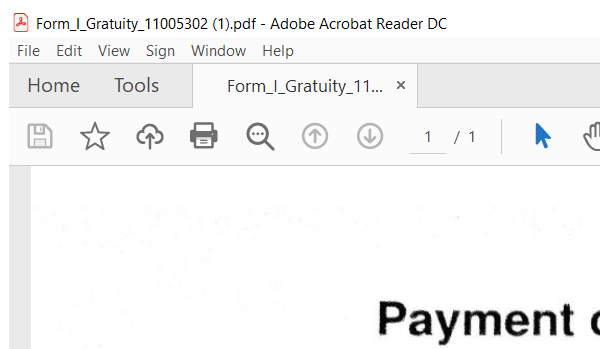 Form_I_Gratuity_11005302 (1).pdf - Adobe Acrobat Reader DC
File Edit View Sign Window Help
Home Tools Form_I_Gratuity_11... ×
1 / 1
Payment